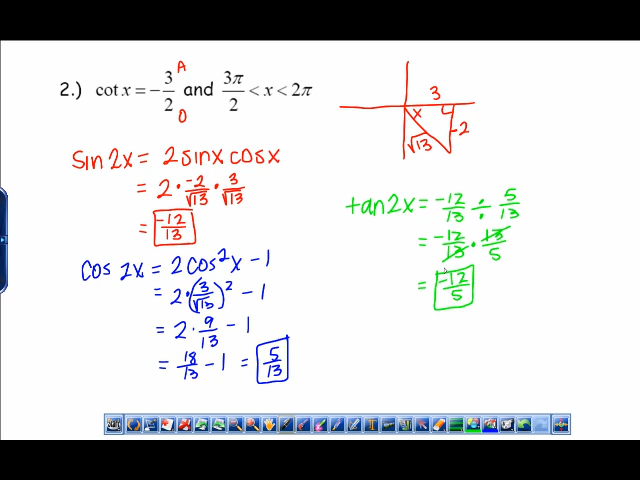 2.) cot x = -3/2 and 3π/2 < x < 2π
A
O
3
x
-2
√13
sin 2x = 2 sin x cos x
= 2 · -2/√13 · 3/√13
= -12/13
cos 2x = 2cos²x - 1
= 2·(3/√13)² - 1
= 2 · 9/13 - 1
= 18/13 - 1 = 5/13
tan 2x = -12/13 ÷ 5/13
= -12/13 · 13/5
= -12/5